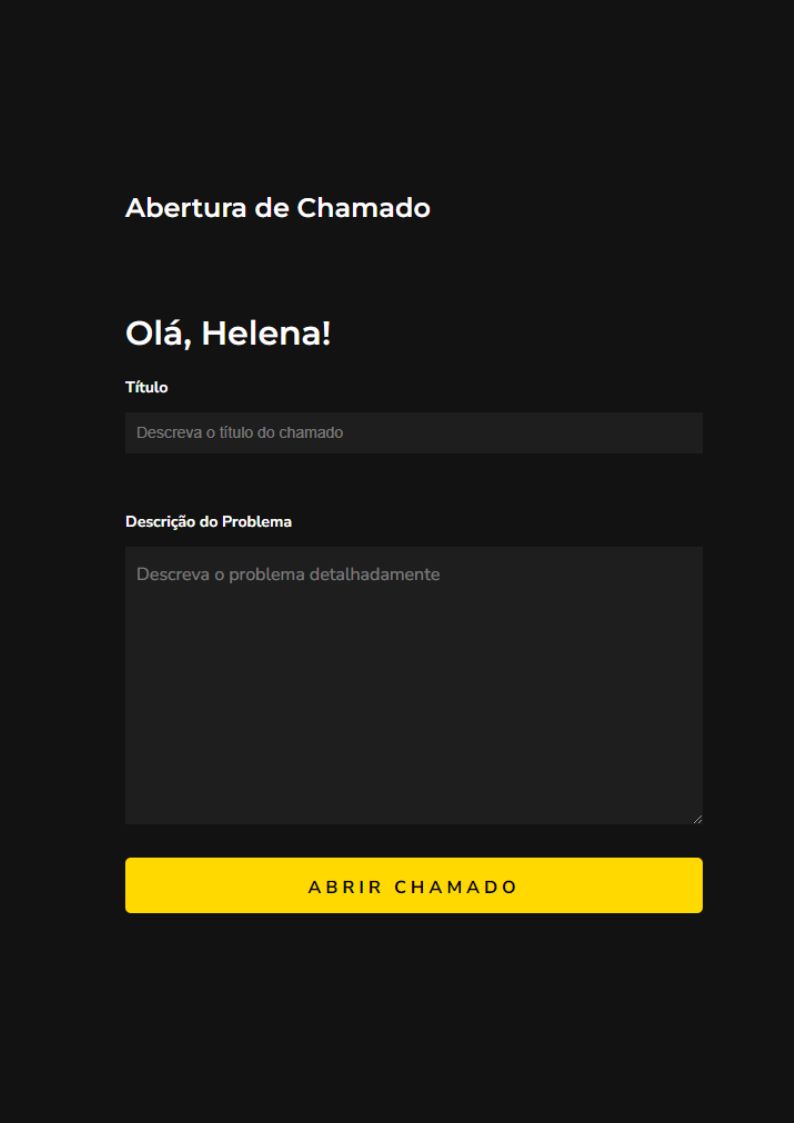 Abertura de Chamado
Olá, Helena!
Título
Descreva o título do chamado
Descrição do Problema
Descreva o problema detalhadamente
ABRIR CHAMADO